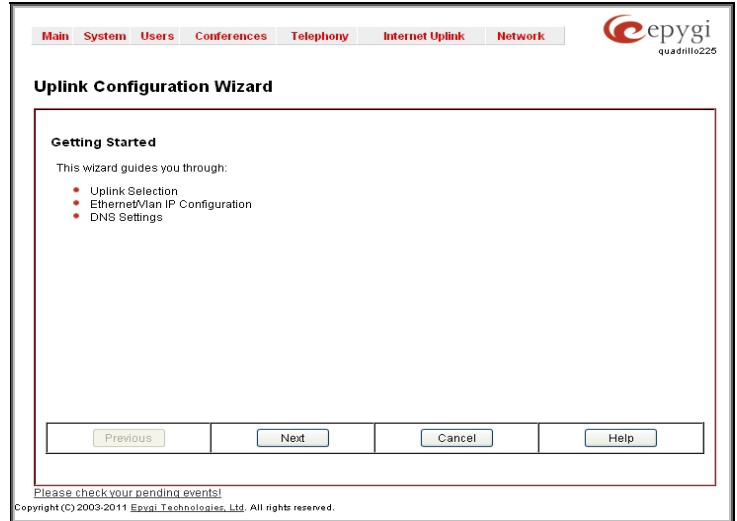 Main System Users Conferences Telephony Internet Uplink Network
epygi
quadrillo225
Uplink Configuration Wizard
Getting Started
This wizard guides you through:
Uplink Selection
Ethernet/Vlan IP Configuration
DNS Settings
Previous Next Cancel Help
Please check your pending events!
Copyright (C) 2003-2011 Epygi Technologies, Ltd. All rights reserved.